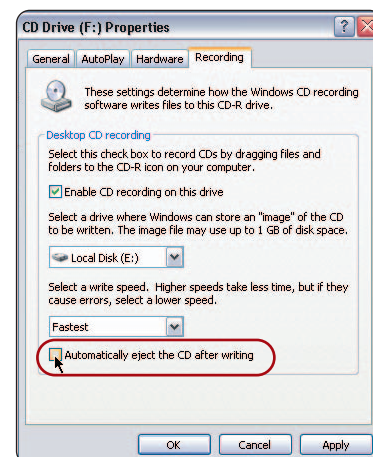 CD Drive (F:) Properties
General AutoPlay Hardware Recording
These settings determine how the Windows CD recording
software writes files to this CD-R drive.
Desktop CD recording
Select this check box to record CDs by dragging files and
folders to the CD-R icon on your computer.
Enable CD recording on this drive
Select a drive where Windows can store an "image" of the CD
to be written. The image file may use up to 1 GB of disk space.
Local Disk (E:)
Select a write speed. Higher speeds take less time, but if they
cause errors, select a lower speed.
Fastest
Automatically eject the CD after writing
OK Cancel Apply